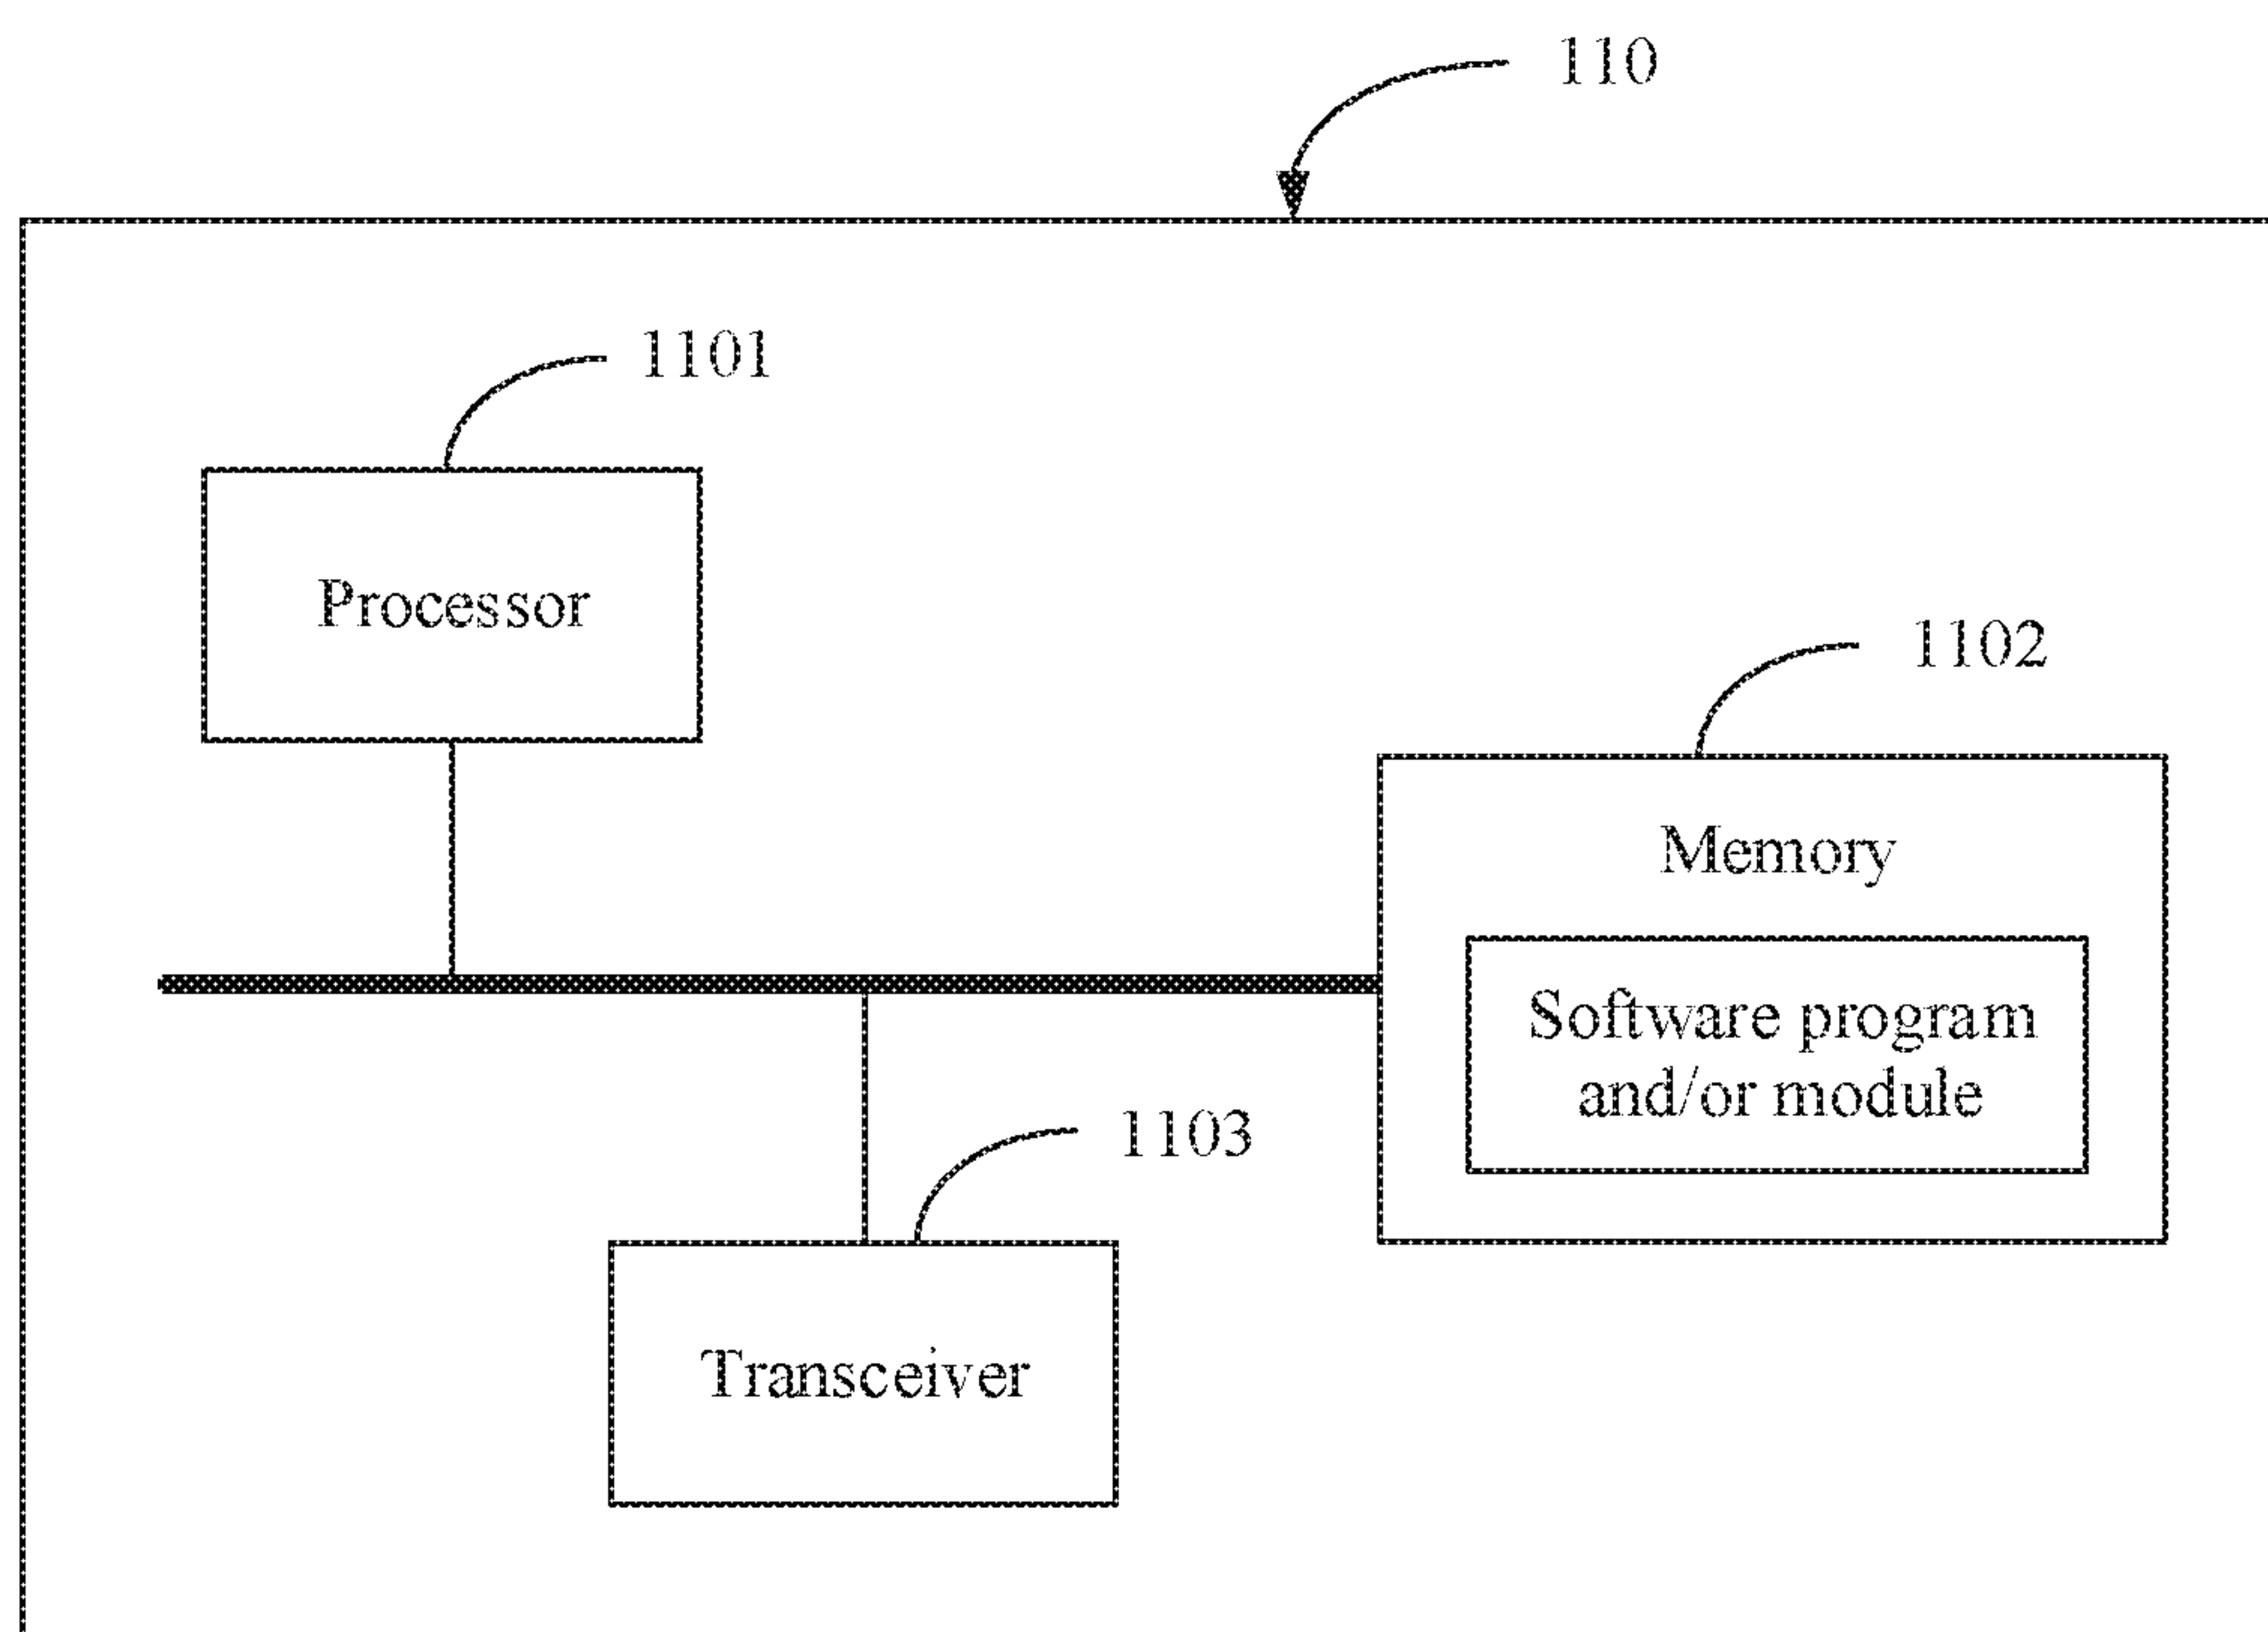 110
1101
Processor
1102
Memory
Software program
and/or module
1103
Transceiver